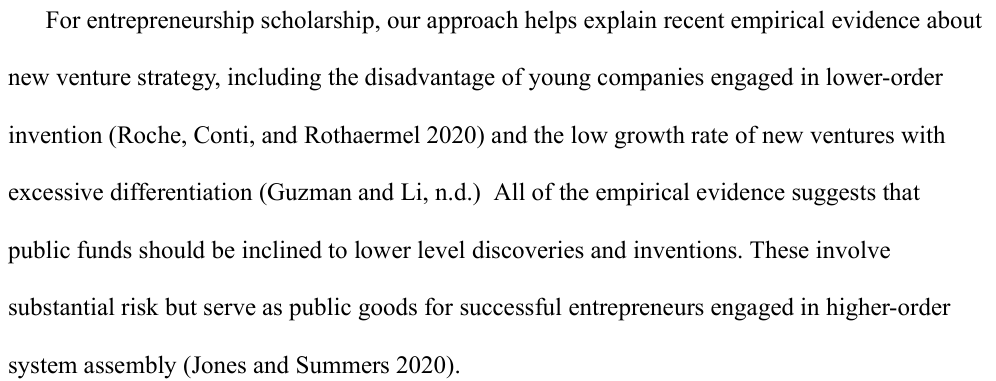 For entrepreneurship scholarship, our approach helps explain recent empirical evidence about
new venture strategy, including the disadvantage of young companies engaged in lower-order
invention (Roche, Conti, and Rothaermel 2020) and the low growth rate of new ventures with
excessive differentiation (Guzman and Li, n.d.)  All of the empirical evidence suggests that
public funds should be inclined to lower level discoveries and inventions. These involve
substantial risk but serve as public goods for successful entrepreneurs engaged in higher-order
system assembly (Jones and Summers 2020).